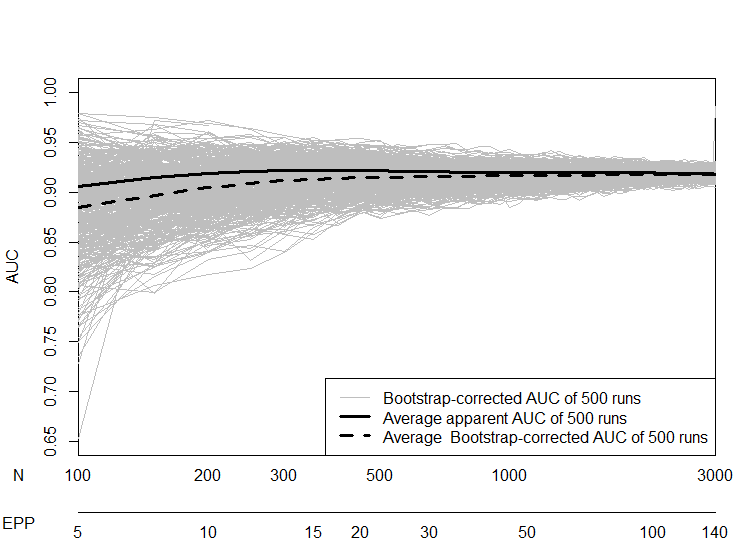 1.00
0.95
0.90
0.85
0.80
0.75
0.70
0.65
AUC
Bootstrap-corrected AUC of 500 runs
Average apparent AUC of 500 runs
Average Bootstrap-corrected AUC of 500 runs
N 100 200 300 500 1000 3000
EPP 5 10 15 20 30 50 100 140